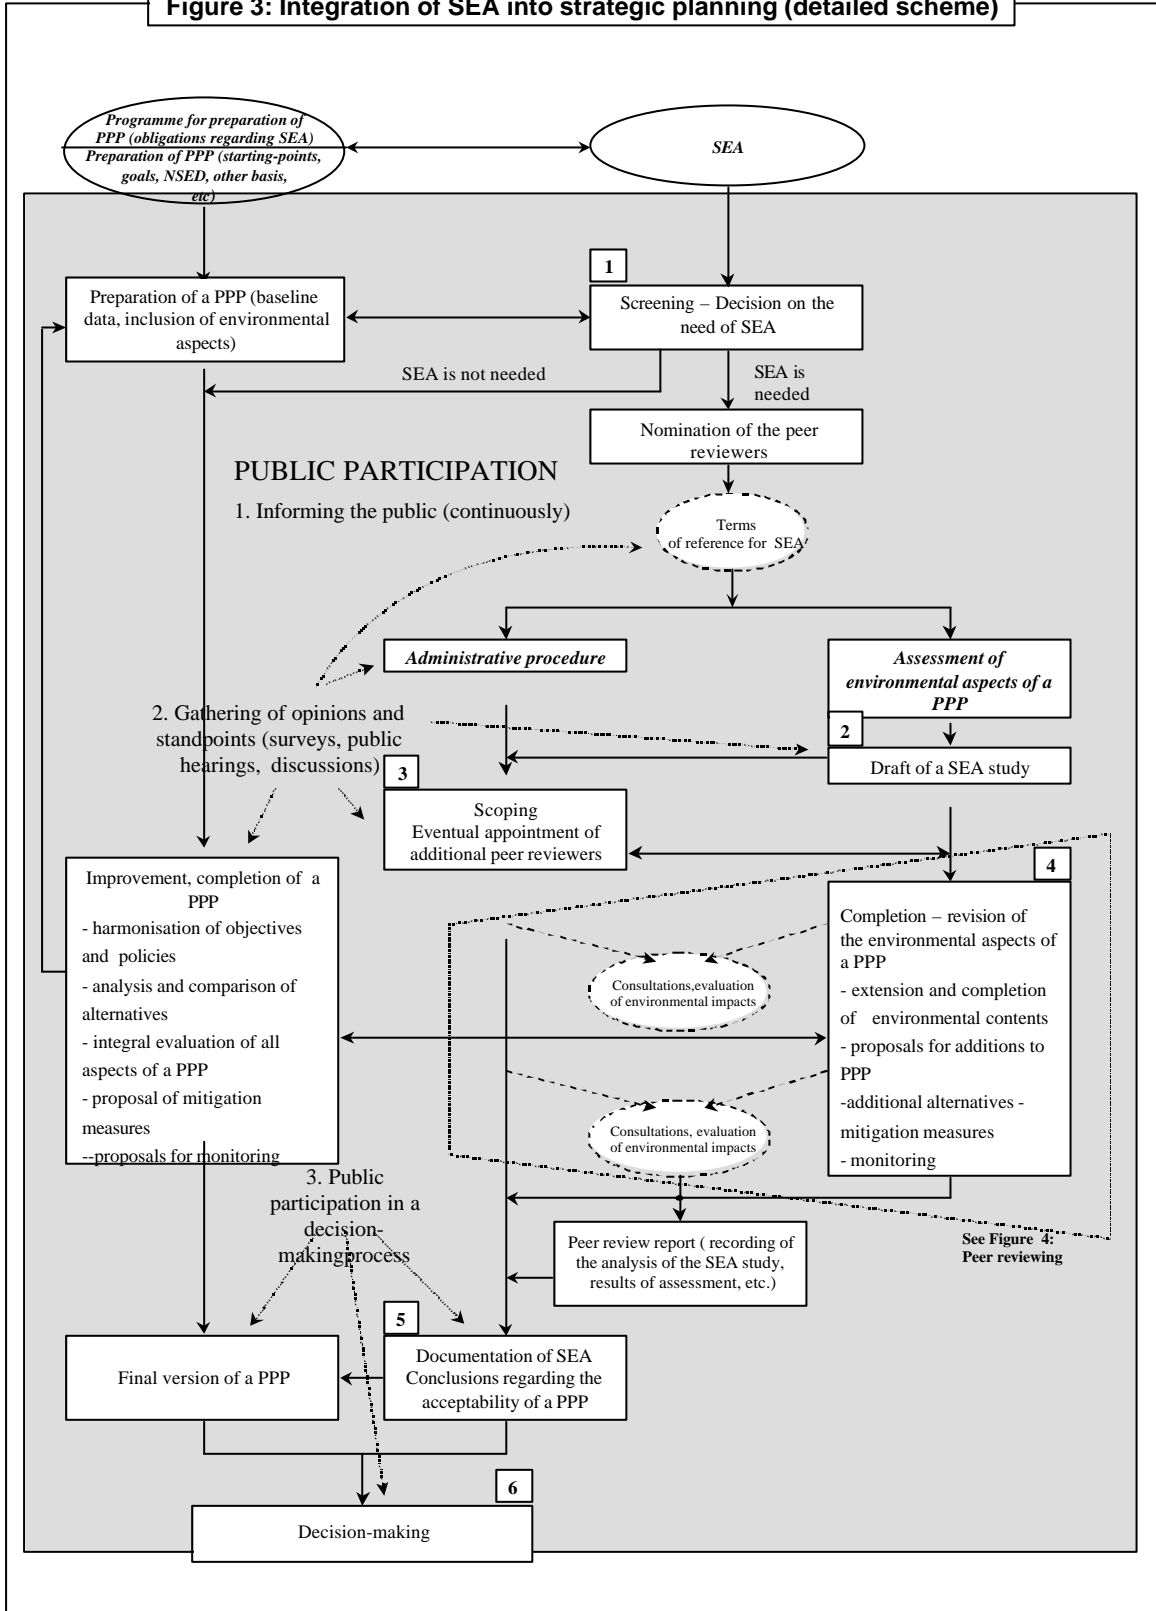 Figure 3: Integration of SEA into strategic planning (detailed scheme)
Programme for preparation of
PPP (obligations regarding SEA)
Preparation of PPP (starting-points,
goals, NSED, other basis,
etc)
SEA
1
Preparation of a PPP (baseline
data, inclusion of environmental
aspects)
Screening – Decision on the
need of SEA
SEA is not needed
SEA is
needed
Nomination of the peer
reviewers
PUBLIC PARTICIPATION
1. Informing the public (continuously)
Terms
of reference for SEA
Administrative procedure
Assessment of
environmental aspects of a
PPP
2. Gathering of opinions and
standpoints (surveys, public
hearings, discussions)
2
Draft of a SEA study
3
Scoping
Eventual appointment of
additional peer reviewers
4
Improvement, completion of a
PPP
- harmonisation of objectives
and policies
- analysis and comparison of
alternatives
- integral evaluation of all
aspects of a PPP
- proposal of mitigation
measures
--proposals for monitoring
Completion – revision of
the environmental aspects of
a PPP
- extension and completion
of environmental contents
- proposals for additions to
PPP
-additional alternatives -
mitigation measures
- monitoring
Consultations,evaluation
of environmental impacts
Consultations, evaluation
of environmental impacts
3. Public
participation in a
decision-
makingprocess
Peer review report ( recording of
the analysis of the SEA study,
results of assessment, etc.)
See Figure 4:
Peer reviewing
5
Final version of a PPP
Documentation of SEA
Conclusions regarding the
acceptability of a PPP
6
Decision-making